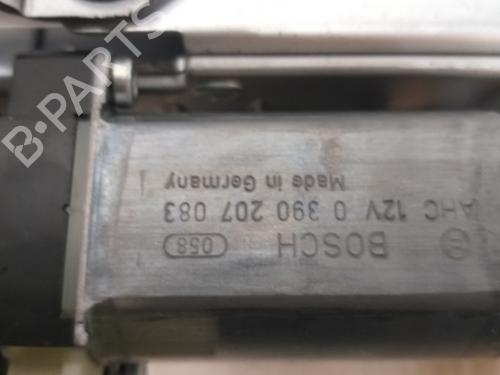 BOSCH 058
AHC 12V 0 390 207 083
Made in Germany
B-PARTS